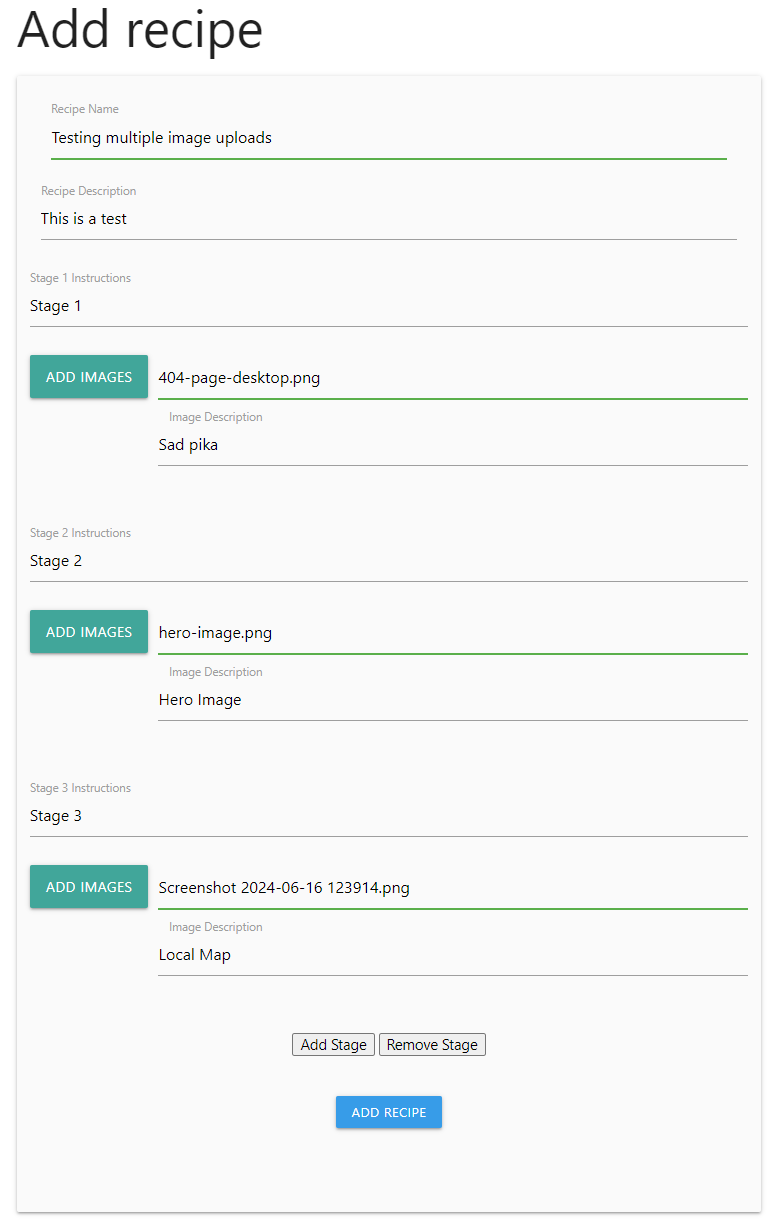 Add recipe
Recipe Name
Testing multiple image uploads
Recipe Description
This is a test
Stage 1 Instructions
Stage 1
ADD IMAGES 404-page-desktop.png
Image Description
Sad pika
Stage 2 Instructions
Stage 2
ADD IMAGES hero-image.png
Image Description
Hero Image
Stage 3 Instructions
Stage 3
ADD IMAGES Screenshot 2024-06-16 123914.png
Image Description
Local Map
Add Stage Remove Stage
ADD RECIPE